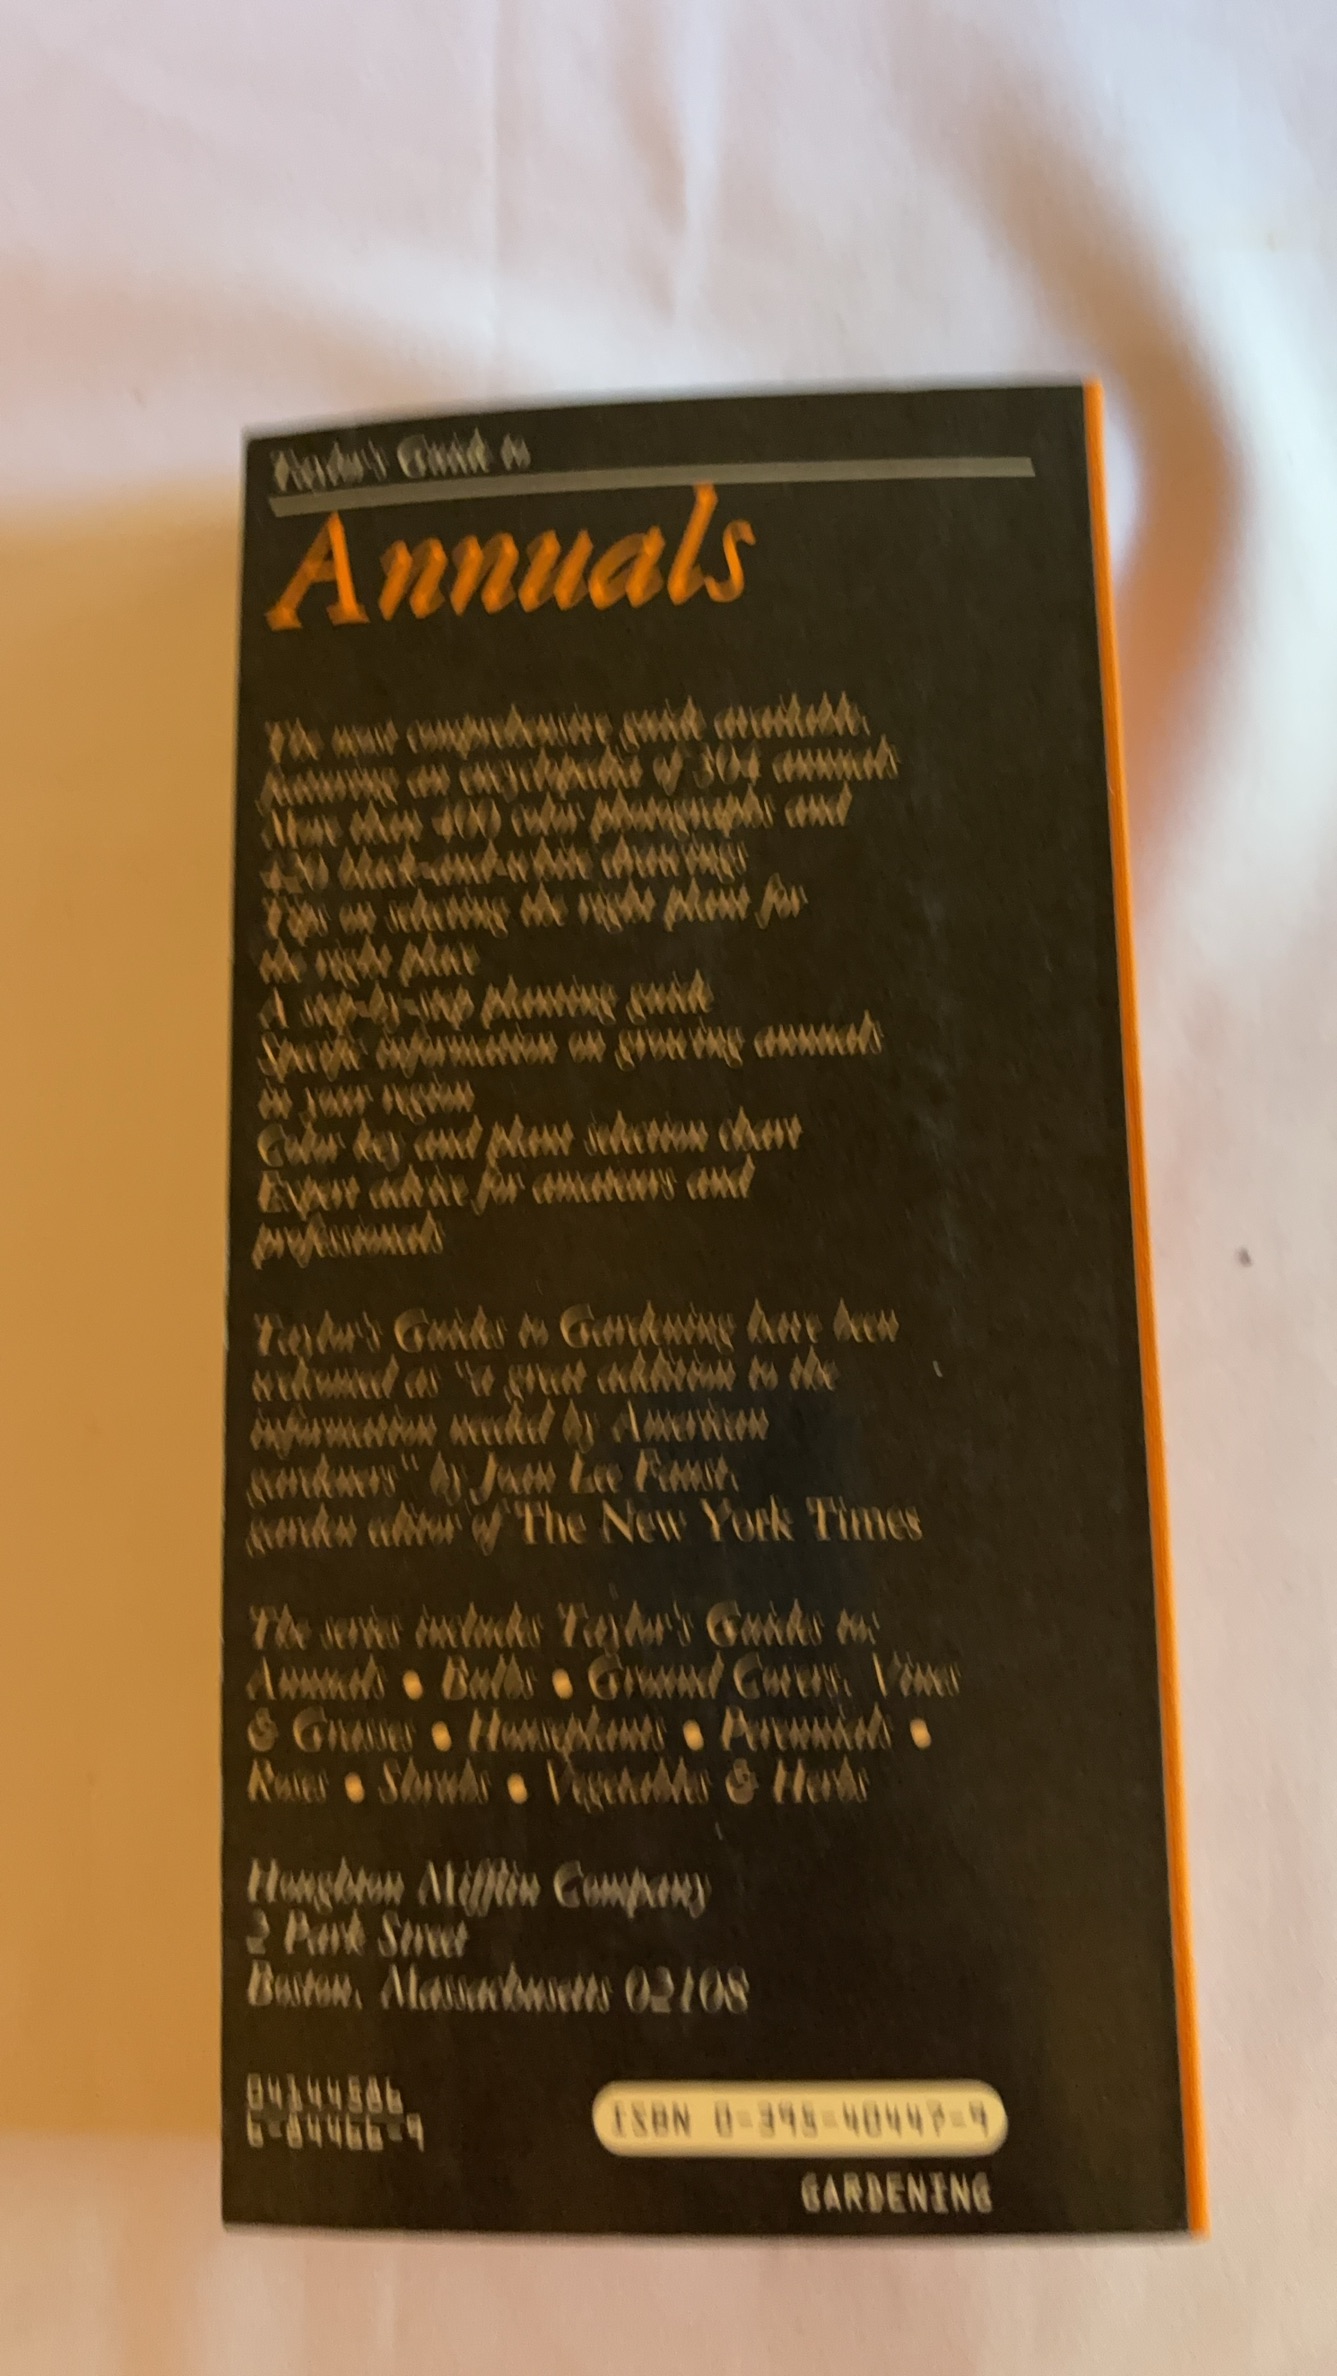 Taylor's Guide to
Annuals
The most comprehensive guide available,
featuring an encyclopedia of 304 annuals
More than 400 color photographs and
black-and-white drawings
Tips on selecting the right plant for
the right place
A step-by-step planting guide
Specific information on growing annuals
in your region
Color key and plant selection chart
Expert advice for amateurs and
professionals
Taylor's Guides to Gardening have been
welcomed as "a great addition to the
information needed by American
gardeners" by Joan Lee Faust,
garden editor of The New York Times
The series includes Taylor's Guides to:
Annuals • Bulbs • Ground Covers, Vines
& Grasses • Houseplants • Perennials •
Roses • Shrubs • Vegetables & Herbs
Houghton Mifflin Company
2 Park Street
Boston, Massachusetts 02108
6-84466-9
ISBN 0-395-40447-9
GARDENING